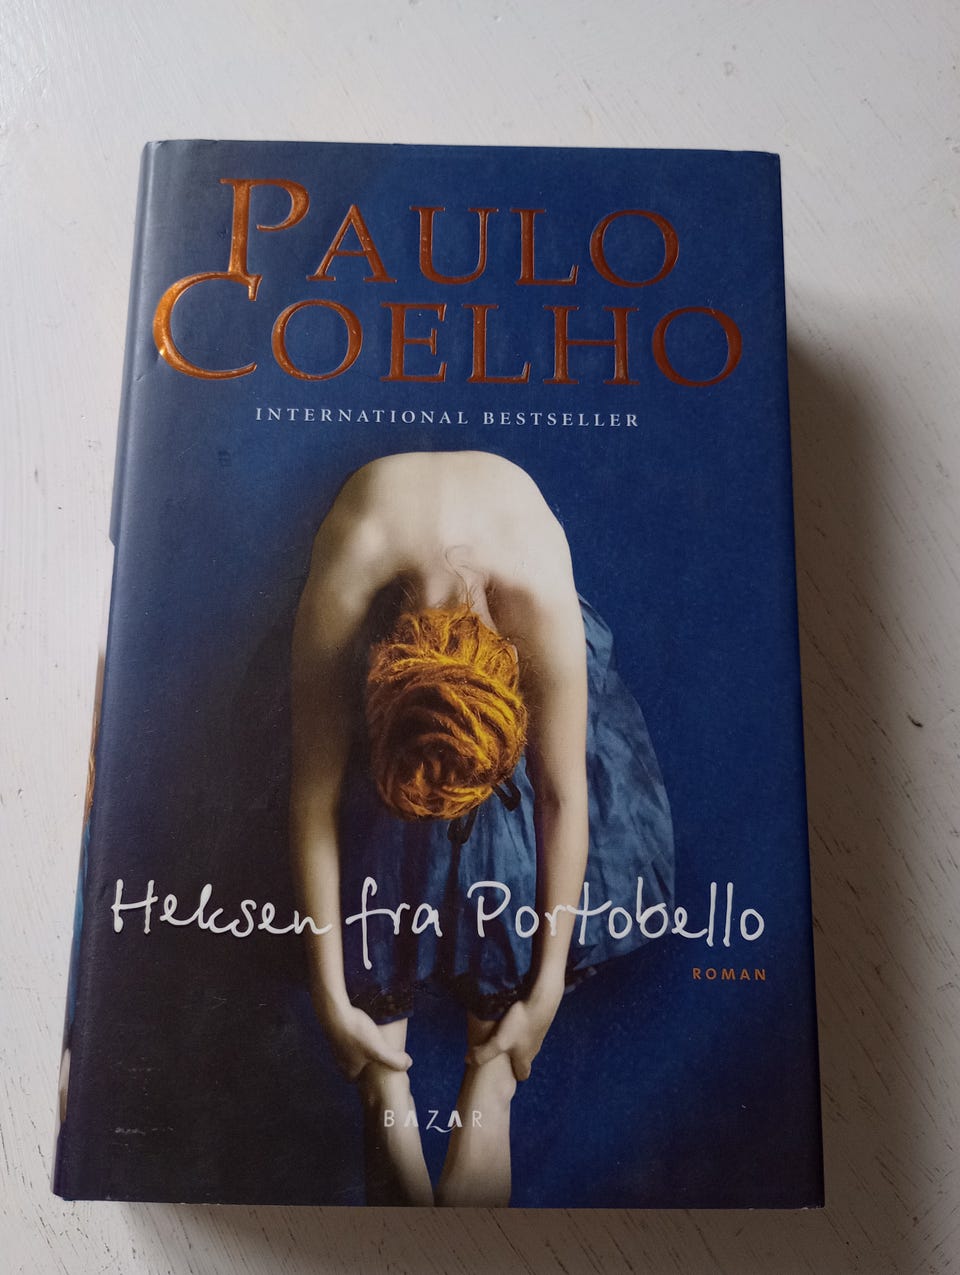 PAULO
COELHO
INTERNATIONAL BESTSELLER
Heksen fra Portobello
ROMAN
BAZAR